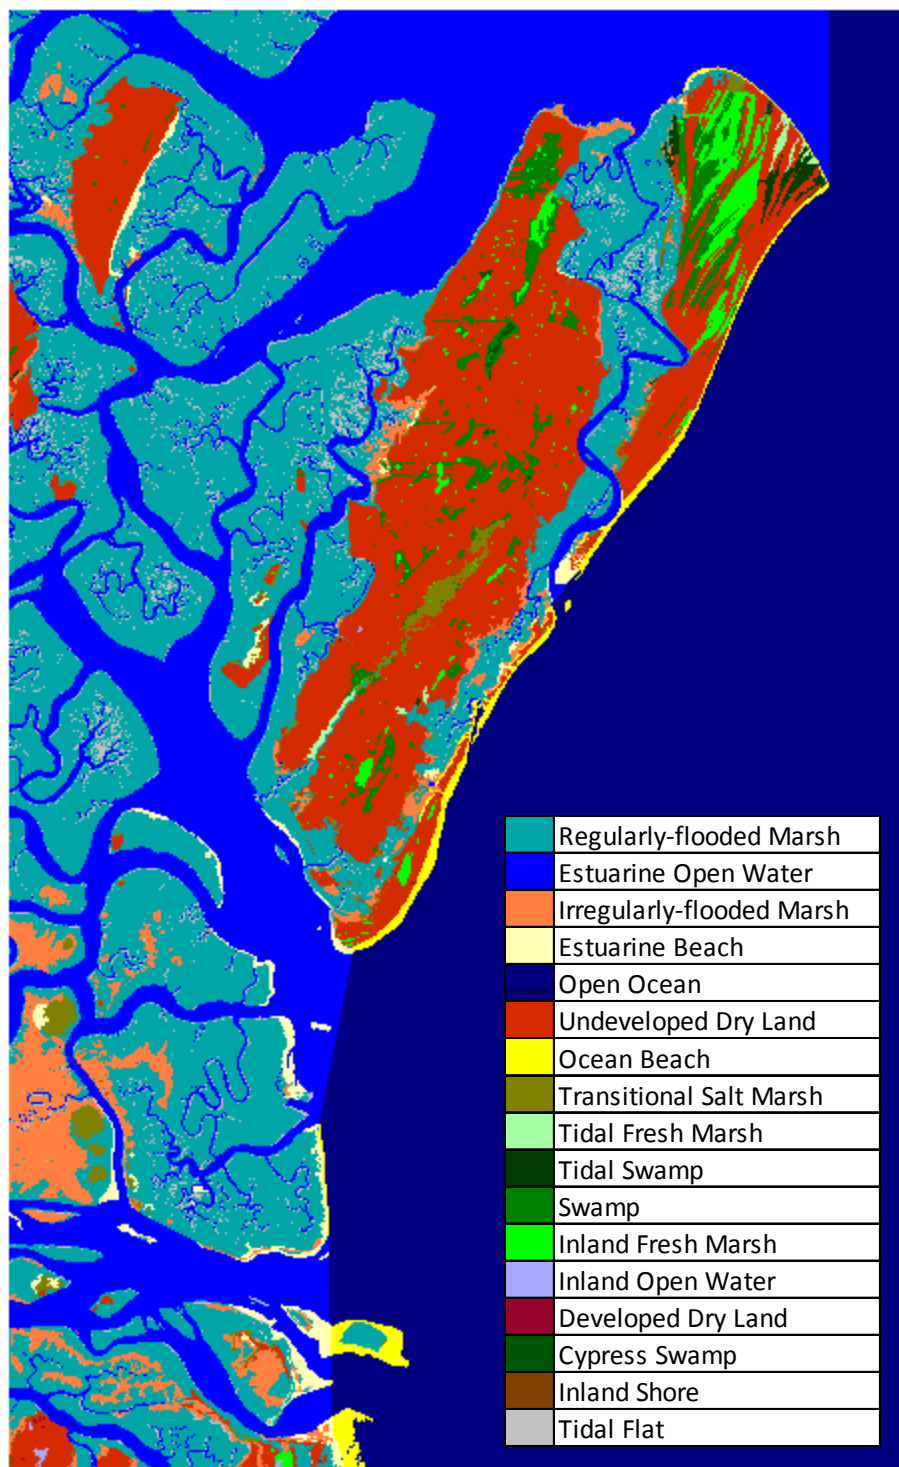 Regularly-flooded Marsh
Estuarine Open Water
Irregularly-flooded Marsh
Estuarine Beach
Open Ocean
Undeveloped Dry Land
Ocean Beach
Transitional Salt Marsh
Tidal Fresh Marsh
Tidal Swamp
Swamp
Inland Fresh Marsh
Inland Open Water
Developed Dry Land
Cypress Swamp
Inland Shore
Tidal Flat